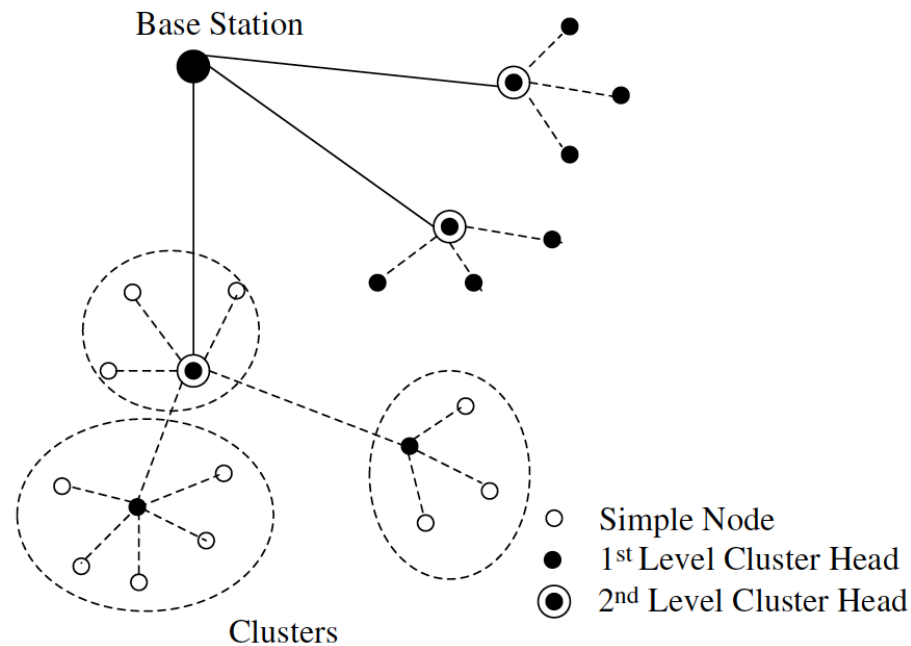 Base Station
Simple Node
1st Level Cluster Head
2nd Level Cluster Head
Clusters